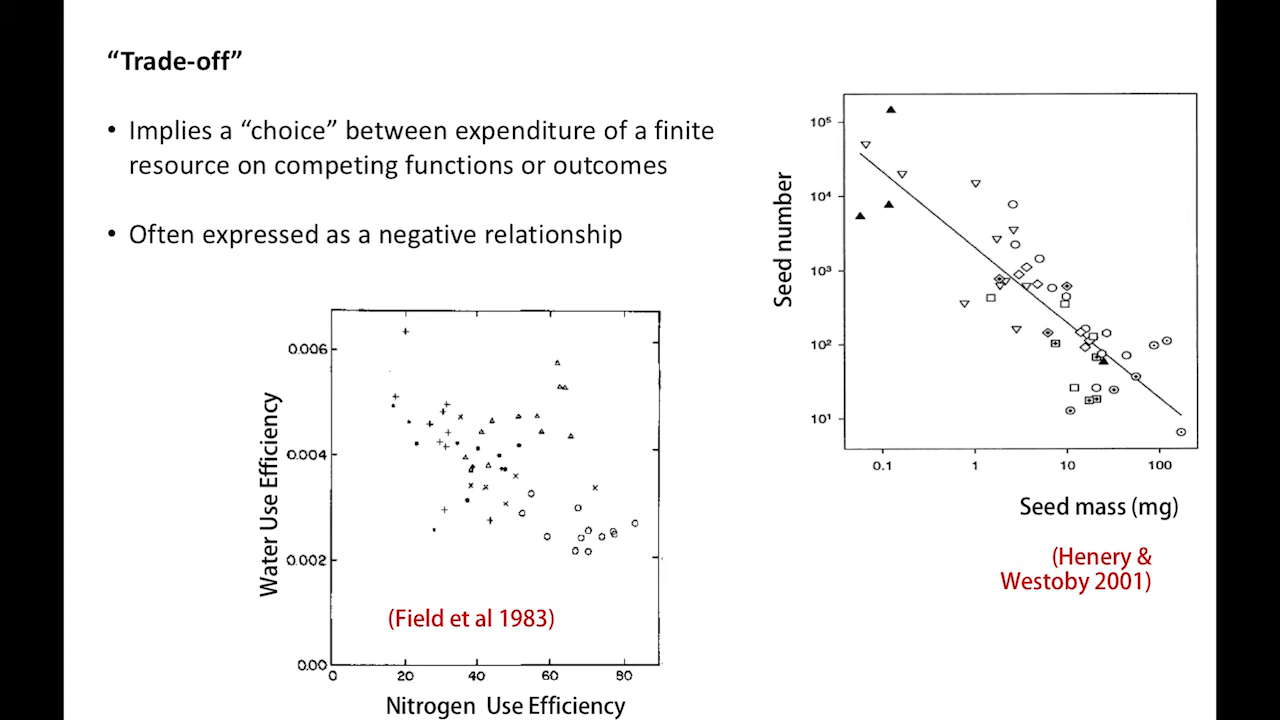 “Trade-off”
• Implies a “choice” between expenditure of a finite
resource on competing functions or outcomes
• Often expressed as a negative relationship
Water Use Efficiency
0.006
0.004
0.002
0.00
0 20 40 60 80
Nitrogen Use Efficiency
(Field et al 1983)
Seed number
10⁵
10⁴
10³
10²
10¹
0.1 1 10 100
Seed mass (mg)
(Henery &
Westoby 2001)